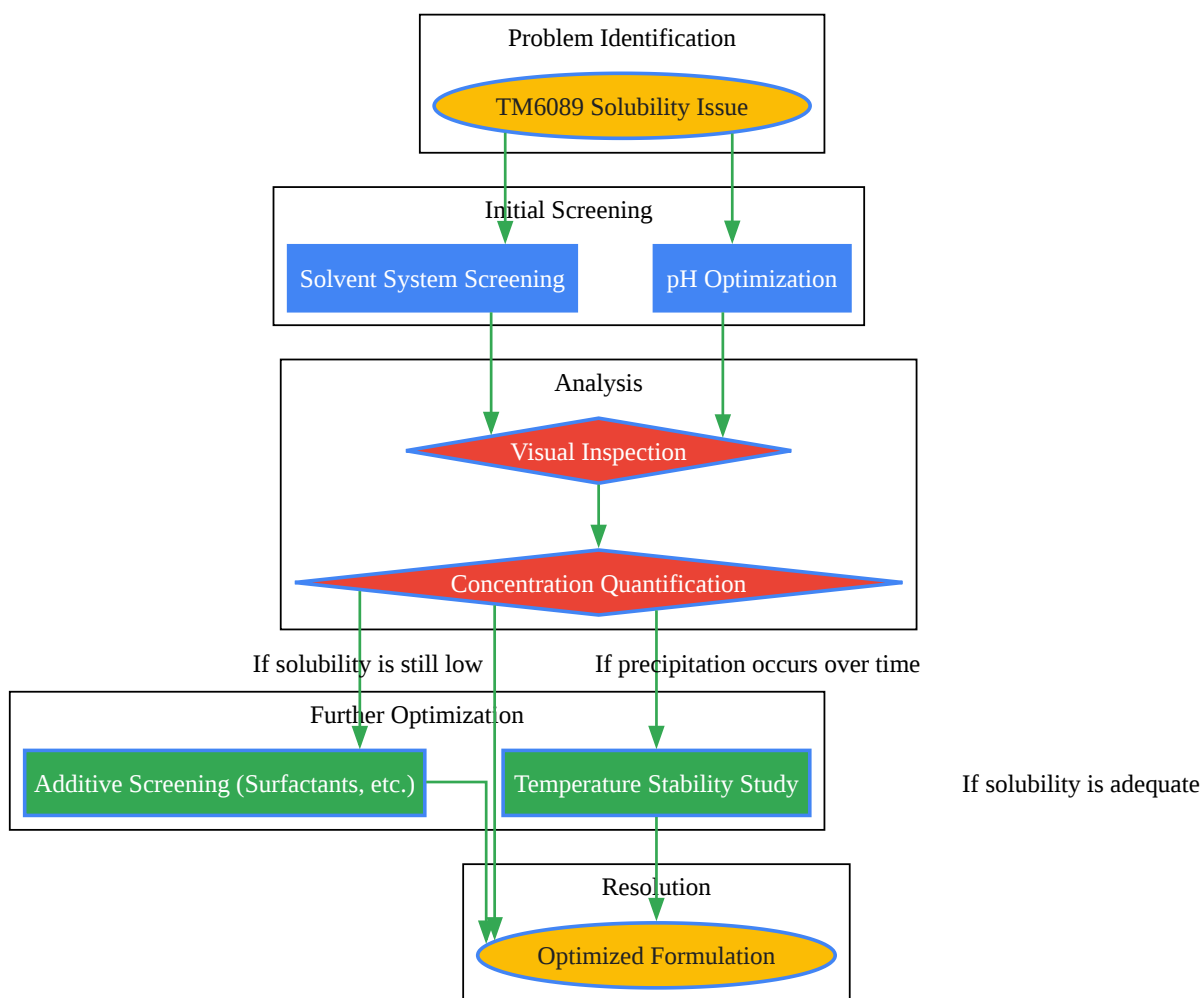 Problem Identification
TM6089 Solubility Issue
Initial Screening
Solvent System Screening
pH Optimization
Analysis
Visual Inspection
Concentration Quantification
If solubility is still low
If precipitation occurs over time
Further Optimization
Additive Screening (Surfactants, etc.)
Temperature Stability Study
If solubility is adequate
Resolution
Optimized Formulation